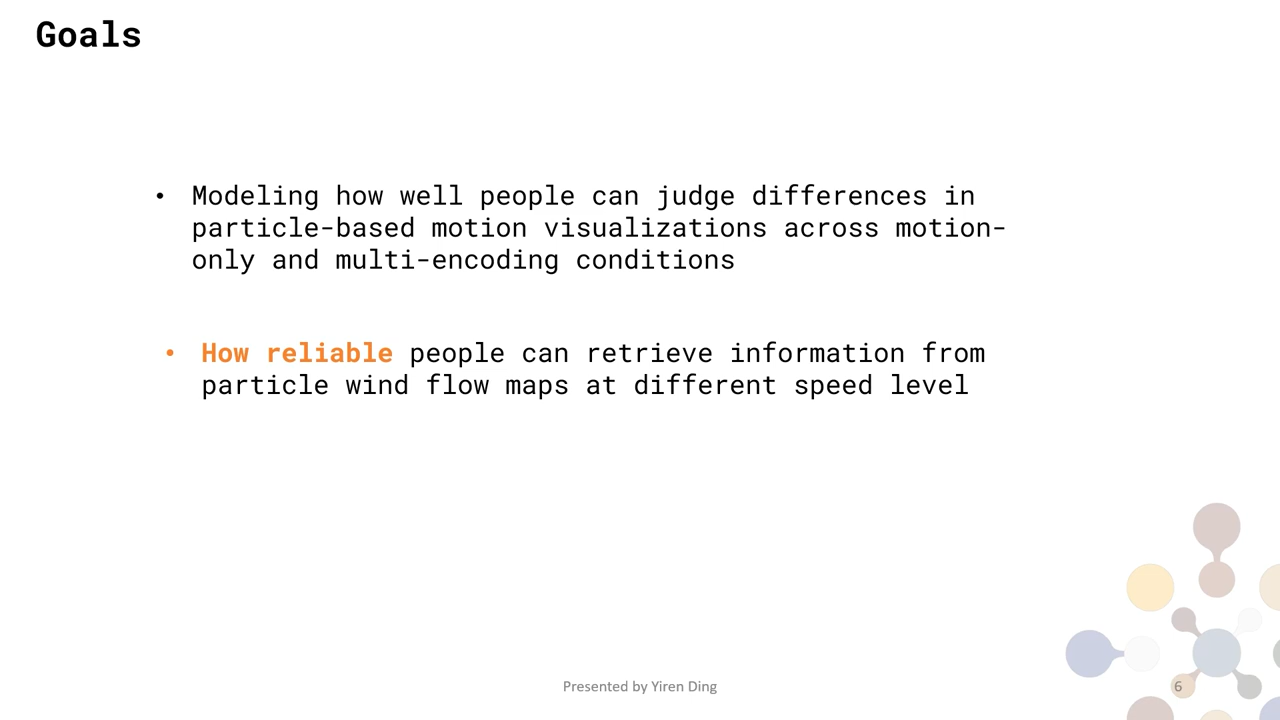 Goals
• Modeling how well people can judge differences in
particle-based motion visualizations across motion-
only and multi-encoding conditions
• How reliable people can retrieve information from
particle wind flow maps at different speed level
Presented by Yiren Ding
6